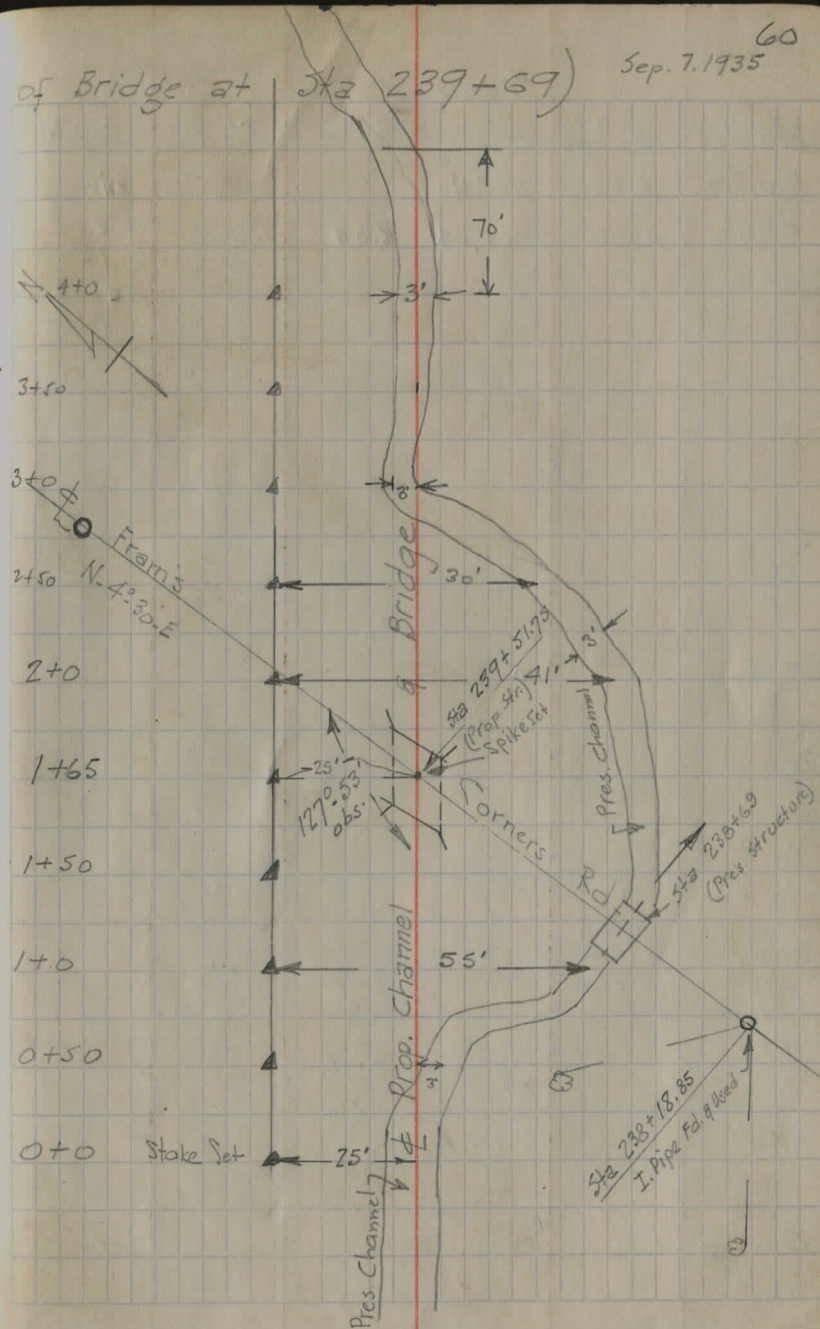 60
Sep. 7. 1935
of Bridge at Sta 239+69)
70'
N
4+0
3'
3+50
3+0
℄
Fram's
N-4°-30-E
2+50
30'
3'
2+0
41'
Sta 239+51.75
(Prop. Str.)
Spike Set
℄ Bridge
Pres. Channel
1+65
25'
127°-53'
obs.
Corners
Rd
Sta 238+69
(Pres. Structure)
1+50
1+0
55'
Prop. Channel
0+50
3'
0+0 Stake Set
25'
℄
Pres. Channel
Sta 238+18.85
I. Pipe Fd. & Used